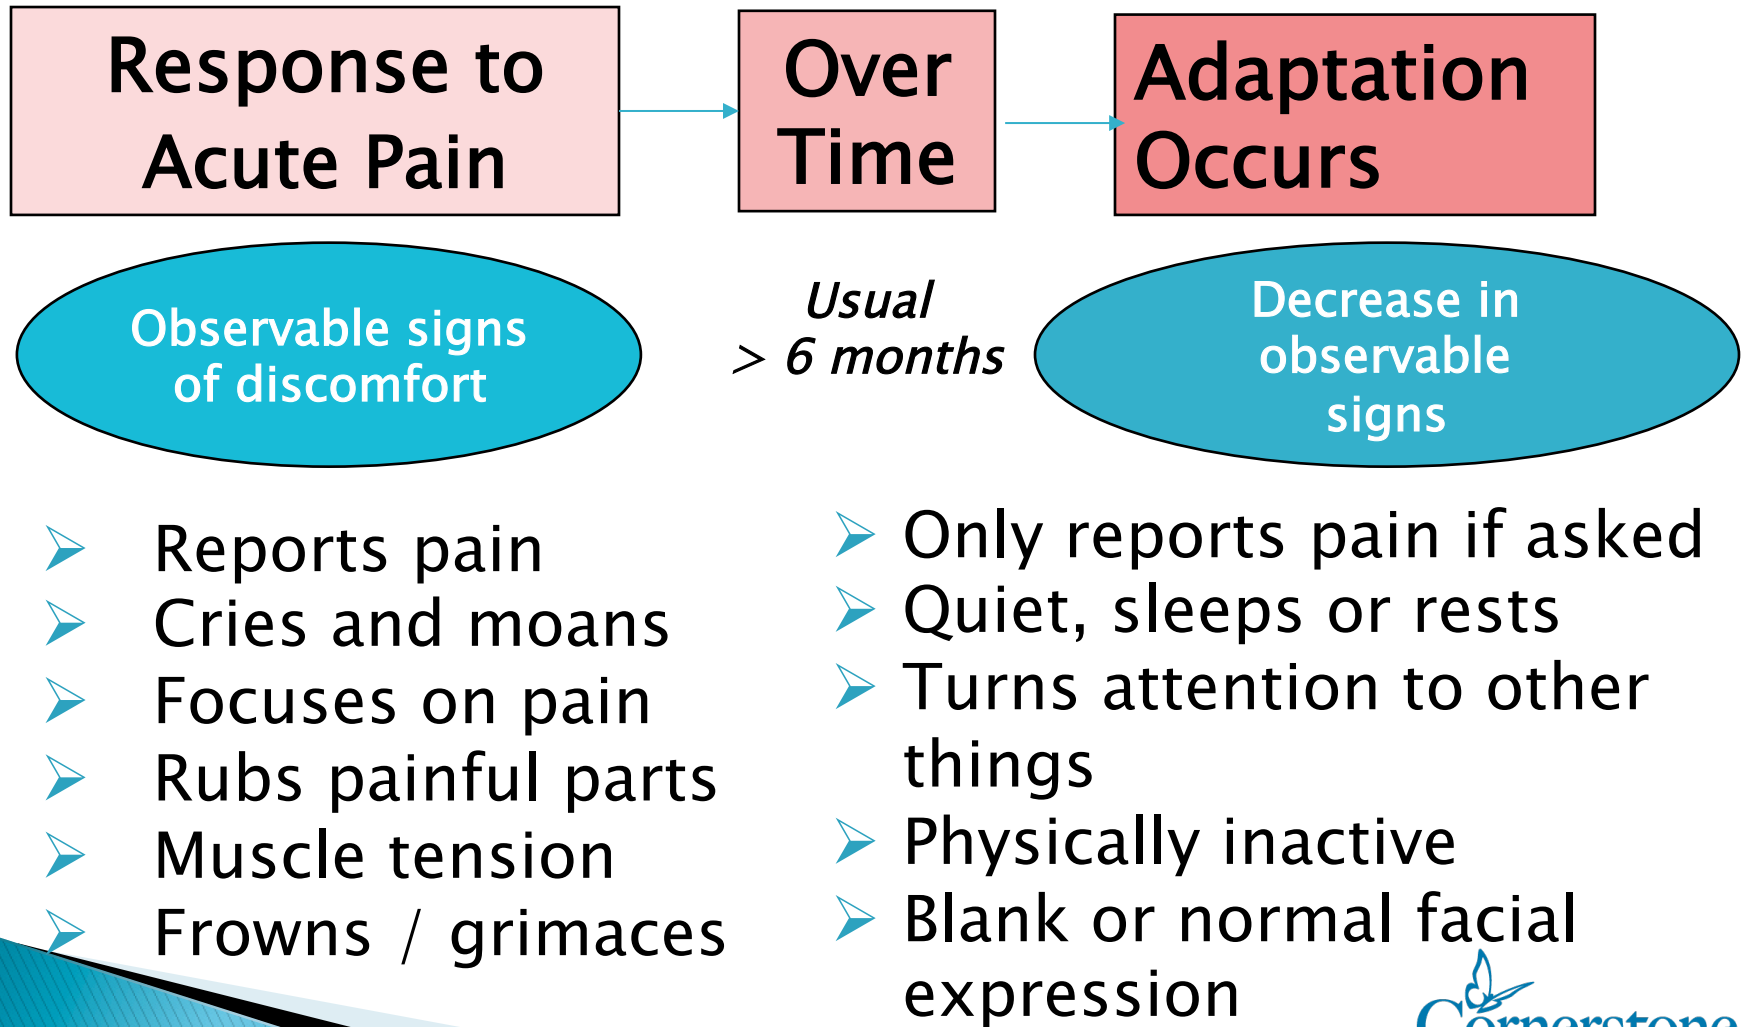 Response to
Acute Pain
Over
Time
Adaptation
Occurs
Observable signs
of discomfort
Usual
> 6 months
Decrease in
observable
signs
Reports pain
Cries and moans
Focuses on pain
Rubs painful parts
Muscle tension
Frowns / grimaces
Only reports pain if asked
Quiet, sleeps or rests
Turns attention to other
things
Physically inactive
Blank or normal facial
expression
Cornerstone